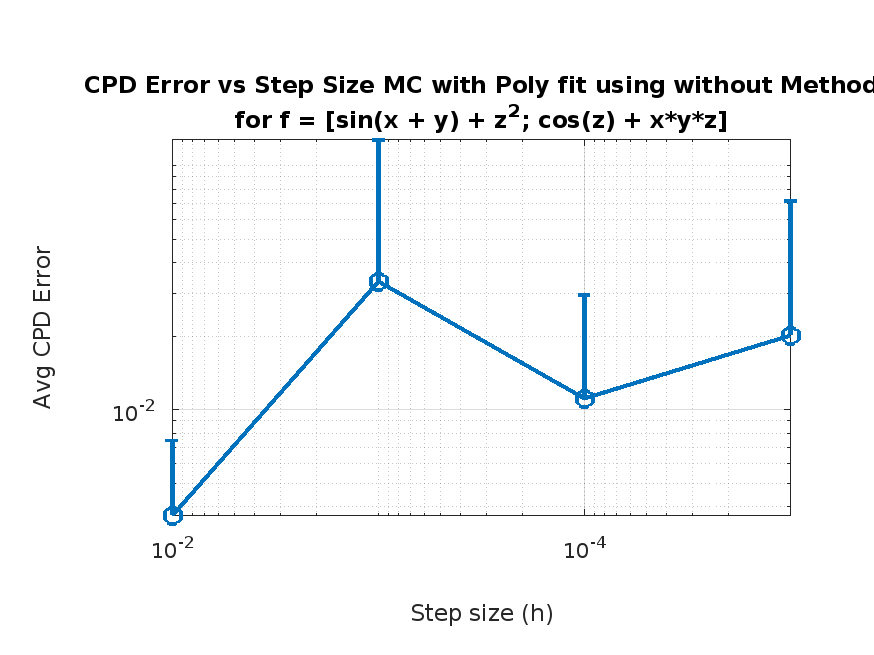 CPD Error vs Step Size MC with Poly fit using without Method
for f = [sin(x + y) + z^2; cos(z) + x*y*z]
Avg CPD Error
10^-2
10^-2
10^-4
Step size (h)